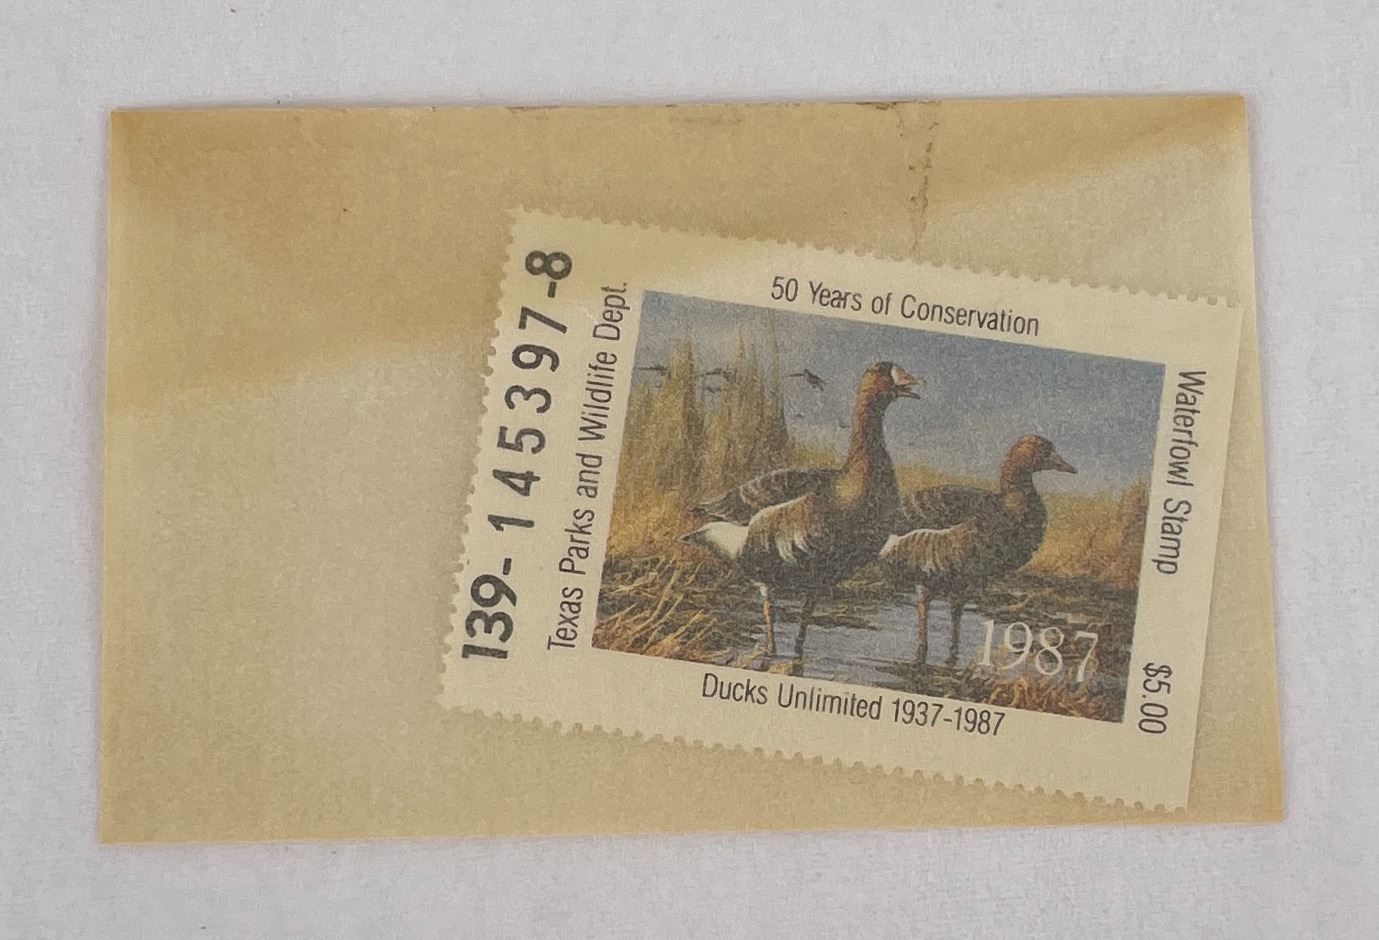 139-145397-8
Texas Parks and Wildlife Dept.
50 Years of Conservation
Waterfowl Stamp $5.00
1987
Ducks Unlimited 1937-1987